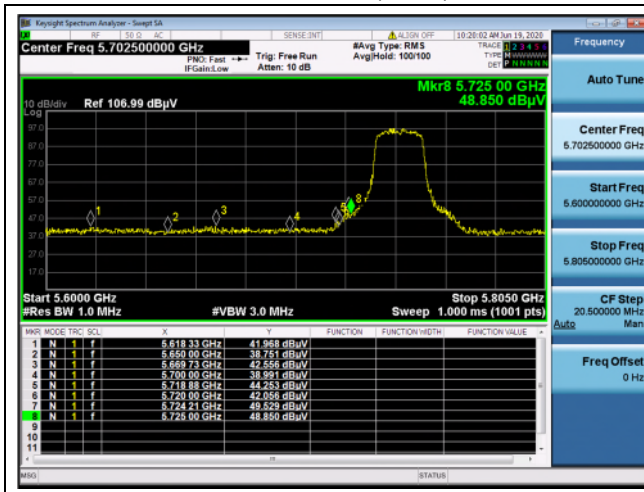 Keysight Spectrum Analyzer - Swept SA
RF 50 Ω AC SENSE:INT ALIGN OFF 10:20:02 AM Jun 19, 2020
Center Freq 5.702500000 GHz #Avg Type: RMS TRACE 1 2 3 4 5 6
PNO: Fast Trig: Free Run Avg|Hold: 100/100 TYPE M
IFGain:Low Atten: 10 dB DET P N N N N N
Mkr8 5.725 00 GHz
10 dB/div Ref 106.99 dBµV 48.850 dBµV
Log
97.0
87.0
77.0
67.0
57.0
47.0
37.0
27.0
17.0
1 2 3 4 5 8
Start 5.6000 GHz Stop 5.8050 GHz
#Res BW 1.0 MHz #VBW 3.0 MHz Sweep 1.000 ms (1001 pts)
MKR MODE TRC SCL X Y FUNCTION FUNCTION WIDTH FUNCTION VALUE
1 N 1 f 5.618 33 GHz 41.968 dBµV
2 N 1 f 5.650 00 GHz 38.751 dBµV
3 N 1 f 5.669 73 GHz 42.556 dBµV
4 N 1 f 5.700 00 GHz 38.991 dBµV
5 N 1 f 5.718 88 GHz 44.253 dBµV
6 N 1 f 5.720 00 GHz 42.056 dBµV
7 N 1 f 5.724 21 GHz 49.529 dBµV
8 N 1 f 5.725 00 GHz 48.850 dBµV
9
10
11
MSG STATUS
Frequency
Auto Tune
Center Freq
5.702500000 GHz
Start Freq
5.600000000 GHz
Stop Freq
5.805000000 GHz
CF Step
20.500000 MHz
Auto Man
Freq Offset
0 Hz